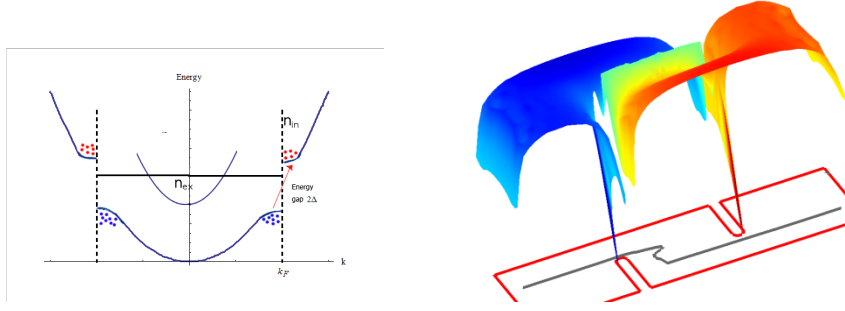 Energy
n_in
n_ex
Energy
gap 2Δ
k
k_F